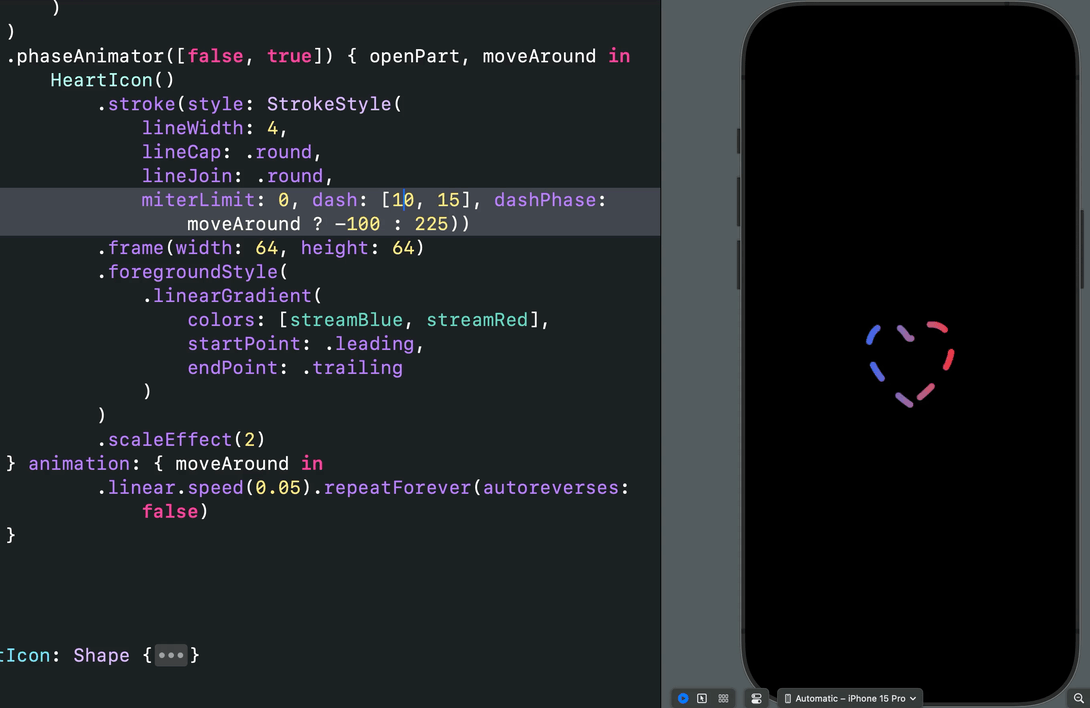 )
)
.phaseAnimator([false, true]) { openPart, moveAround in
HeartIcon()
.stroke(style: StrokeStyle(
lineWidth: 4,
lineCap: .round,
lineJoin: .round,
miterLimit: 0, dash: [10, 15], dashPhase:
moveAround ? -100 : 225))
.frame(width: 64, height: 64)
.foregroundStyle(
.linearGradient(
colors: [streamBlue, streamRed],
startPoint: .leading,
endPoint: .trailing
)
)
.scaleEffect(2)
} animation: { moveAround in
.linear.speed(0.05).repeatForever(autoreverses:
false)
}
tIcon: Shape {•••}
Automatic – iPhone 15 Pro